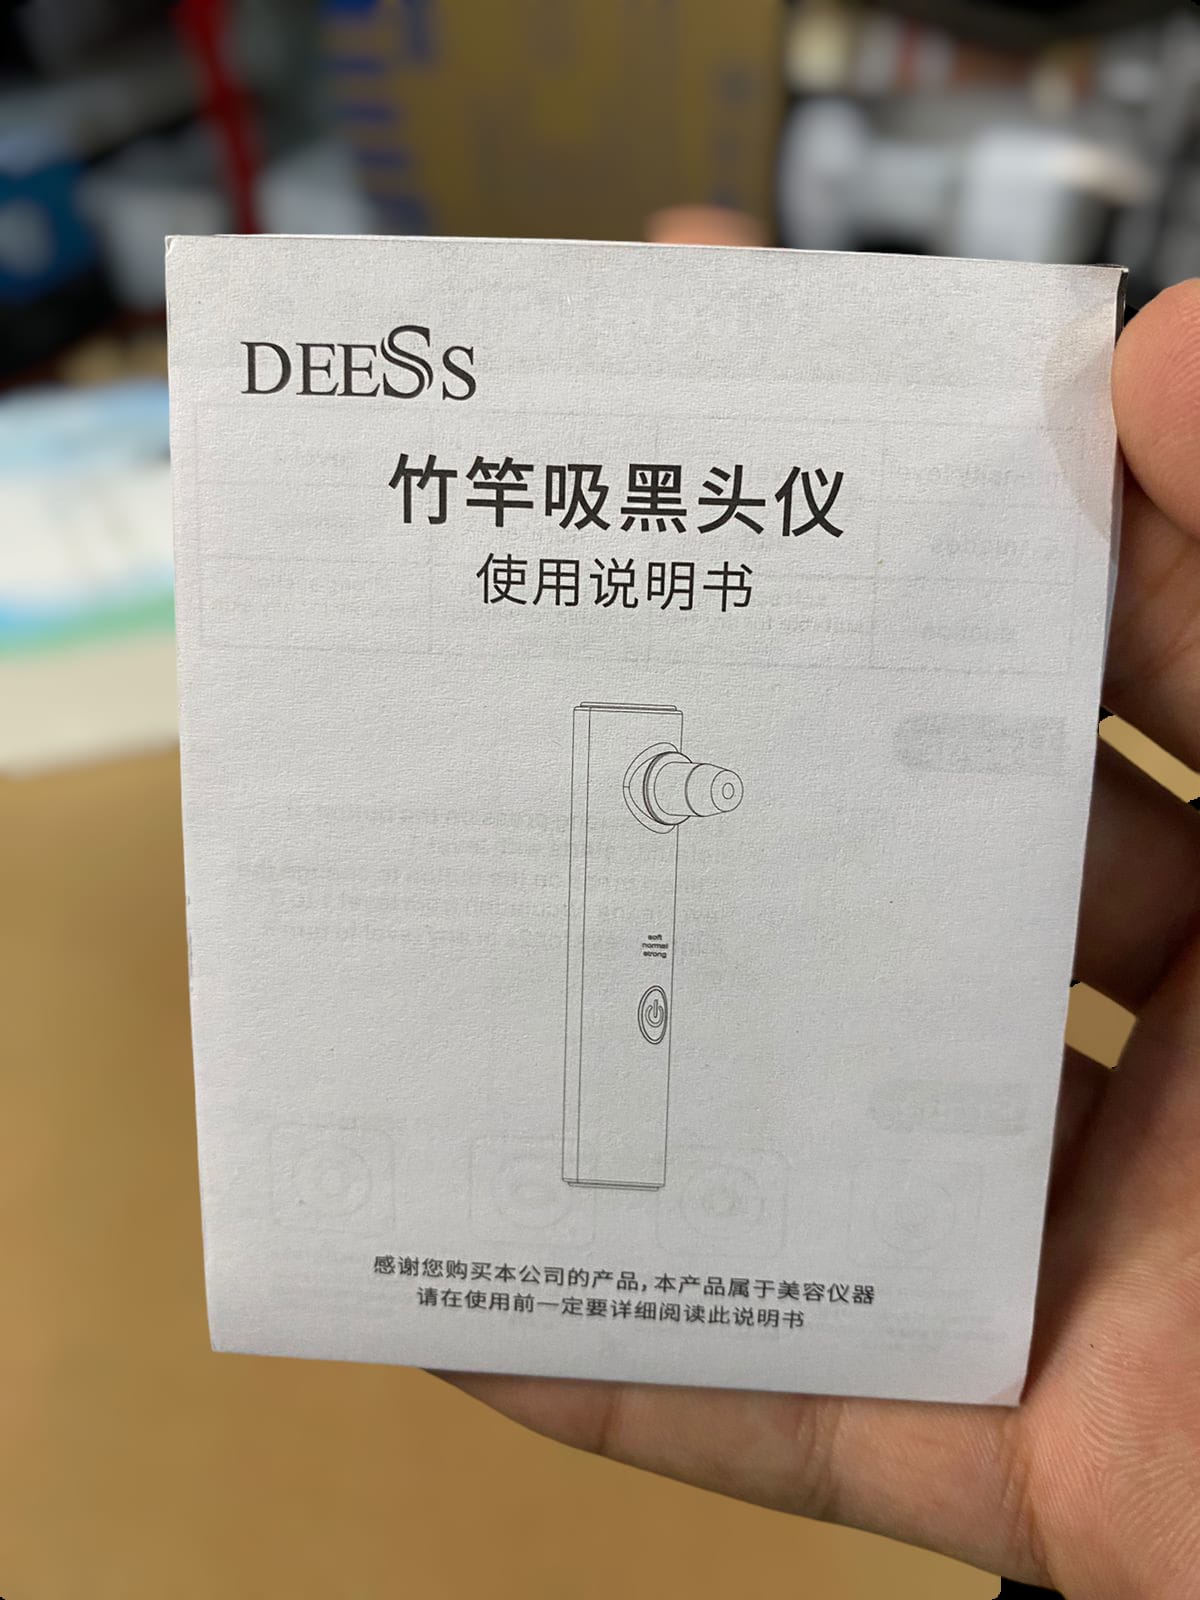 DEESS
竹竿吸黑头仪
使用说明书
soft
normal
strong
感谢您购买本公司的产品，本产品属于美容仪器
请在使用前一定要详细阅读此说明书